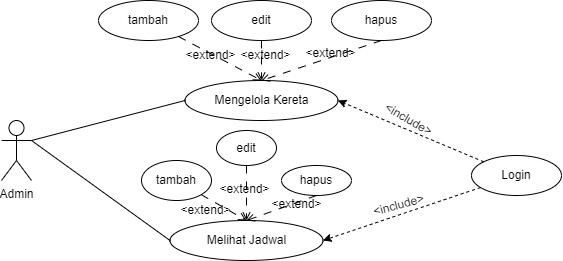 tambah
edit
hapus
<extend>
<extend>
<extend>
Mengelola Kereta
<include>
Admin
edit
tambah
hapus
<extend>
<extend>
<extend>
Login
<include>
Melihat Jadwal